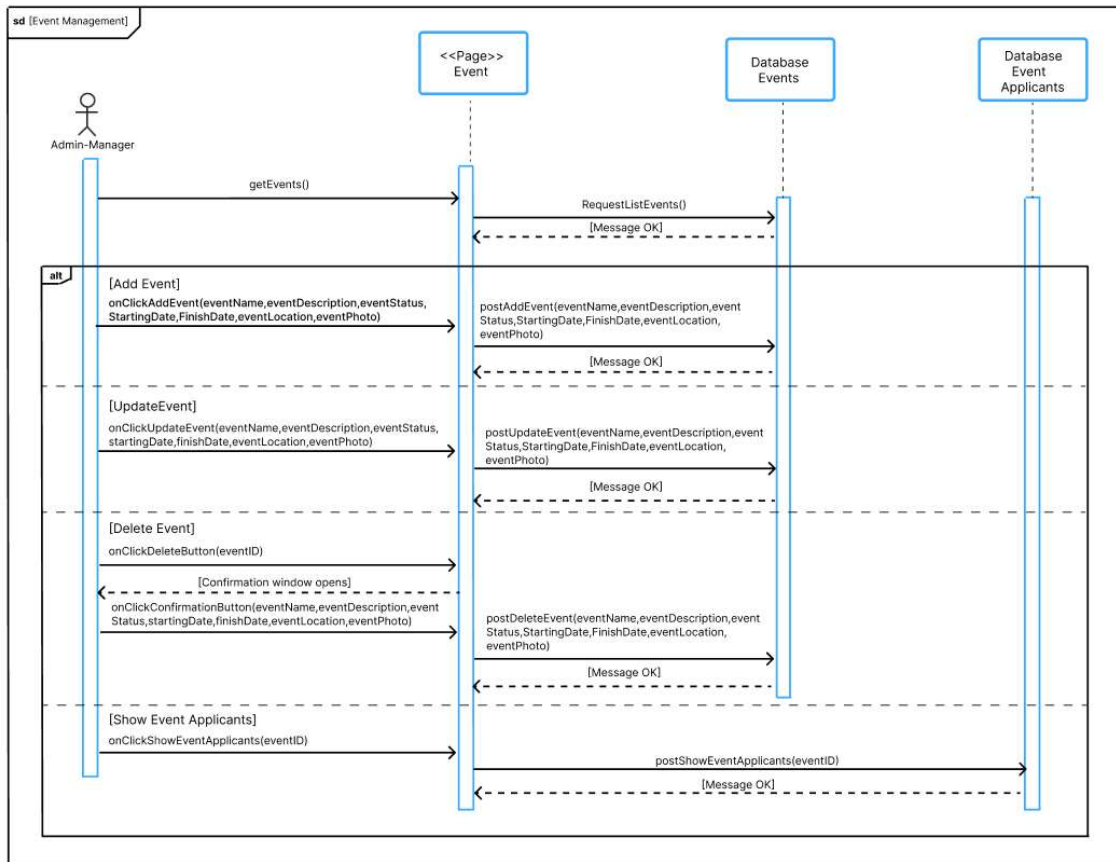 sd [Event Management]
<<Page>>
Event
Database
Events
Database
Event
Applicants
Admin-Manager
getEvents()
RequestListEvents()
[Message OK]
alt
[Add Event]
onClickAddEvent(eventName,eventDescription,eventStatus,
StartingDate,FinishDate,eventLocation,eventPhoto)
postAddEvent(eventName,eventDescription,event
Status,StartingDate,FinishDate,eventLocation,
eventPhoto)
[Message OK]
[UpdateEvent]
onClickUpdateEvent(eventName,eventDescription,eventStatus,
startingDate,finishDate,eventLocation,eventPhoto)
postUpdateEvent(eventName,eventDescription,event
Status,StartingDate,FinishDate,eventLocation,
eventPhoto)
[Message OK]
[Delete Event]
onClickDeleteButton(eventID)
[Confirmation window opens]
onClickConfirmationButton(eventName,eventDescription,event
Status,startingDate,finishDate,eventLocation,eventPhoto)
postDeleteEvent(eventName,eventDescription,event
Status,StartingDate,FinishDate,eventLocation,
eventPhoto)
[Message OK]
[Show Event Applicants]
onClickShowEventApplicants(eventID)
postShowEventApplicants(eventID)
[Message OK]